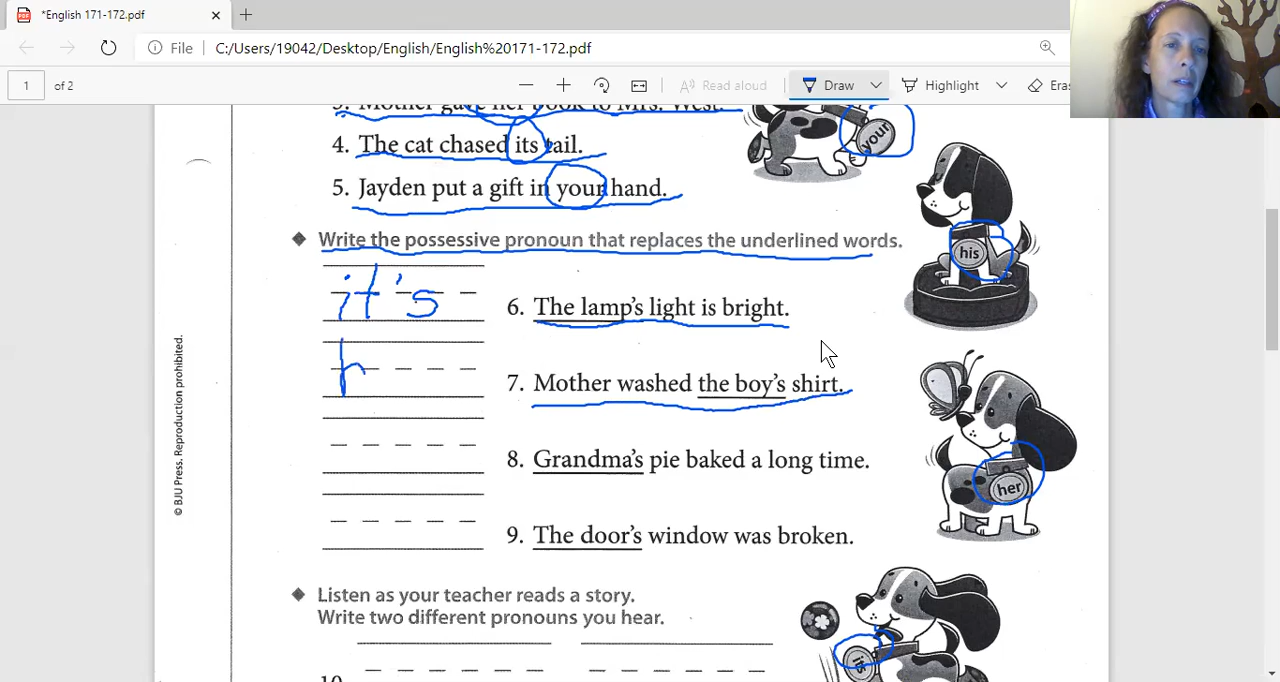 *English 171-172.pdf
File C:/Users/19042/Desktop/English/English%20171-172.pdf
1 of 2 Read aloud Draw Highlight Eras
3. Mother gave her book to Mrs. West.
4. The cat chased its tail.
5. Jayden put a gift in your hand.
your
Write the possessive pronoun that replaces the underlined words.
his
it's 6. The lamp's light is bright.
h 7. Mother washed the boy's shirt.
8. Grandma's pie baked a long time.
her
9. The door's window was broken.
Listen as your teacher reads a story.
Write two different pronouns you hear.
10.
© BJU Press. Reproduction prohibited.